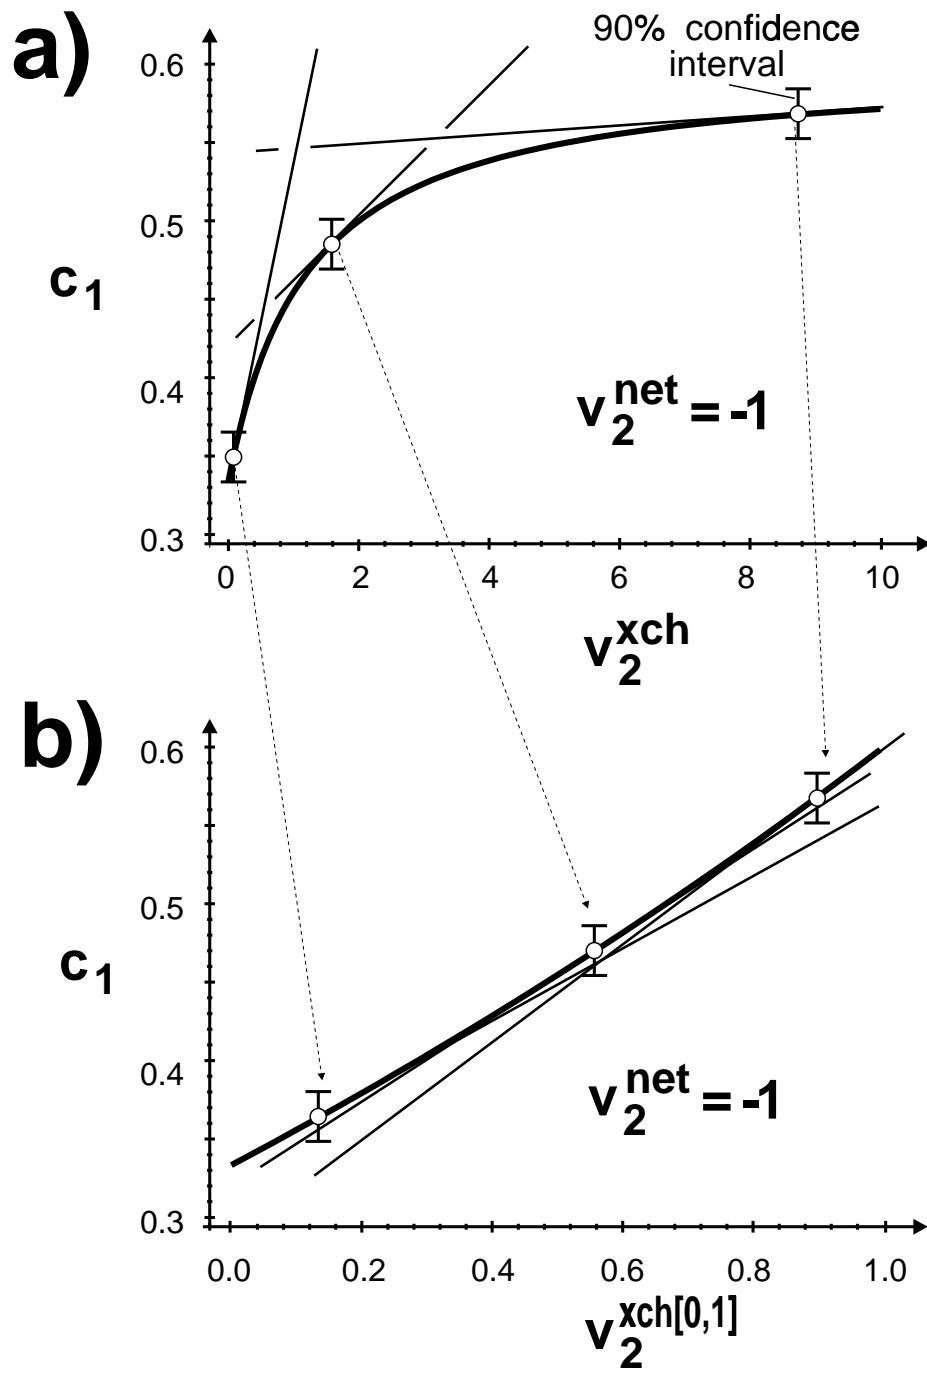 a)
90% confidence
interval
0.6
0.5
c1
0.4
v2net = -1
0.3
0 2 4 6 8 10
v2xch
b)
0.6
0.5
c1
0.4
v2net = -1
0.3
0.0 0.2 0.4 0.6 0.8 1.0
v2xch[0,1]